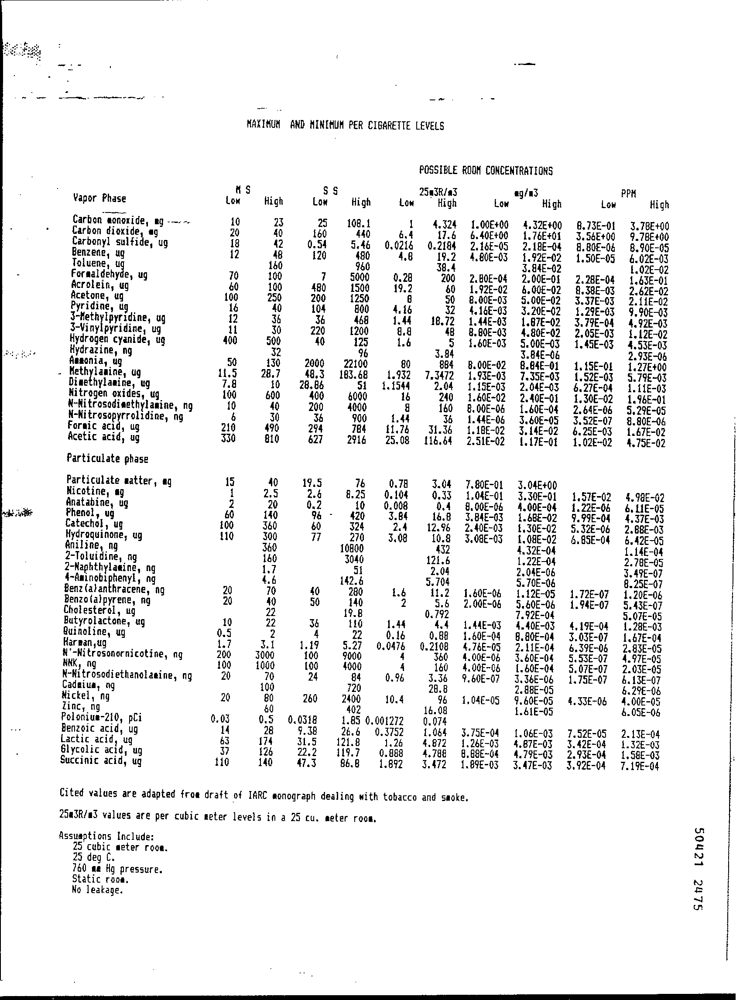 MAXIMUM AND MINIMUM PER CIGARETTE LEVELS
POSSIBLE ROOM CONCENTRATIONS
M S S S 25m3R/m3 mg/m3 PPM
Vapor Phase Low High Low High Low High Low High Low High
Carbon monoxide, mg 10 23 25 108.1 1 4.324 1.00E+00 4.32E+00 8.73E-01 3.78E+00
Carbon dioxide, mg 20 40 160 440 6.4 17.6 6.40E+00 1.76E+01 3.56E+00 9.78E+00
Carbonyl sulfide, ug 18 42 0.54 5.46 0.0216 0.2184 2.16E-05 2.18E-04 8.80E-06 8.90E-05
Benzene, ug 12 48 120 480 4.8 19.2 4.80E-03 1.92E-02 1.50E-05 6.02E-03
Toluene, ug 160 960 38.4 3.84E-02 1.02E-02
Formaldehyde, ug 70 100 7 5000 0.28 200 2.80E-04 2.00E-01 2.28E-04 1.63E-01
Acrolein, ug 60 100 480 1500 19.2 60 1.92E-02 6.00E-02 8.38E-03 2.62E-02
Acetone, ug 100 250 200 1250 8 50 8.00E-03 5.00E-02 3.37E-03 2.11E-02
Pyridine, ug 16 40 104 800 4.16 32 4.16E-03 3.20E-02 1.29E-03 9.90E-03
3-Methylpyridine, ug 12 36 36 468 1.44 18.72 1.44E-03 1.87E-02 3.79E-04 4.92E-03
3-Vinylpyridine, ug 11 30 220 1200 8.8 48 8.80E-03 4.80E-02 2.05E-03 1.12E-02
Hydrogen cyanide, ug 400 500 40 125 1.6 5 1.60E-03 5.00E-03 1.45E-03 4.53E-03
Hydrazine, ng 32 96 3.84 3.84E-06 2.93E-06
Ammonia, ug 50 130 2000 22100 80 884 8.00E-02 8.84E-01 1.15E-01 1.27E+00
Methylamine, ug 11.5 28.7 48.3 183.68 1.932 7.3472 1.93E-03 7.35E-03 1.52E-03 5.79E-03
Dimethylamine, ug 7.8 10 28.86 51 1.1544 2.04 1.15E-03 2.04E-03 6.27E-04 1.11E-03
Nitrogen oxides, ug 100 600 400 6000 16 240 1.60E-02 2.40E-01 1.30E-02 1.96E-01
N-Nitrosodimethylamine, ng 10 40 200 4000 8 160 8.00E-06 1.60E-04 2.64E-06 5.29E-05
N-Nitrosopyrrolidine, ng 6 30 36 900 1.44 36 1.44E-06 3.60E-05 3.52E-07 8.80E-06
Formic acid, ug 210 490 294 784 11.76 31.36 1.18E-02 3.14E-02 6.25E-03 1.67E-02
Acetic acid, ug 330 810 627 2916 25.08 116.64 2.51E-02 1.17E-01 1.02E-02 4.75E-02
Particulate phase
Particulate matter, mg 15 40 19.5 76 0.78 3.04 7.80E-01 3.04E+00
Nicotine, mg 1 2.5 2.6 8.25 0.104 0.33 1.04E-01 3.30E-01 1.57E-02 4.98E-02
Anatabine, ug 2 20 0.2 10 0.008 0.4 8.00E-06 4.00E-04 1.22E-06 6.11E-05
Phenol, ug 60 140 96 420 3.84 16.8 3.84E-03 1.68E-02 9.99E-04 4.37E-03
Catechol, ug 100 360 60 324 2.4 12.96 2.40E-03 1.30E-02 5.32E-06 2.88E-03
Hydroquinone, ug 110 300 77 270 3.08 10.8 3.08E-03 1.08E-02 6.85E-04 6.42E-05
Aniline, ng 360 10800 432 4.32E-04 1.14E-04
2-Toluidine, ng 160 3040 121.6 1.22E-04 2.78E-05
2-Naphthylamine, ng 1.7 51 2.04 2.04E-06 3.49E-07
4-Aminobiphenyl, ng 4.6 142.6 5.704 5.70E-06 8.25E-07
Benz(a)anthracene, ng 20 70 40 280 1.6 11.2 1.60E-06 1.12E-05 1.72E-07 1.20E-06
Benzo(a)pyrene, ng 20 40 50 140 2 5.6 2.00E-06 5.60E-06 1.94E-07 5.43E-07
Cholesterol, ug 22 19.8 0.792 7.92E-04 5.07E-05
Butyrolactone, ug 10 22 36 110 1.44 4.4 1.44E-03 4.40E-03 4.19E-04 1.28E-03
Quinoline, ug 0.5 2 4 22 0.16 0.88 1.60E-04 8.80E-04 3.03E-07 1.67E-04
Harman,ug 1.7 3.1 1.19 5.27 0.0476 0.2108 4.76E-05 2.11E-04 6.39E-06 2.83E-05
N'-Nitrosonornicotine, ng 200 3000 100 9000 4 360 4.00E-06 3.60E-04 5.53E-07 4.97E-05
NNK, ng 100 1000 100 4000 4 160 4.00E-06 1.60E-04 5.07E-07 2.03E-05
N-Nitrosodiethanolamine, ng 20 70 24 84 0.96 3.36 9.60E-07 3.36E-06 1.75E-07 6.13E-07
Cadmium, ng 100 720 28.8 2.88E-05 6.29E-06
Nickel, ng 20 80 260 2400 10.4 96 1.04E-05 9.60E-05 4.33E-06 4.00E-05
Zinc, ng 60 402 16.08 1.61E-05 6.05E-06
Polonium-210, pCi 0.03 0.5 0.0318 1.85 0.001272 0.074
Benzoic acid, ug 14 28 9.38 26.6 0.3752 1.064 3.75E-04 1.06E-03 7.52E-05 2.13E-04
Lactic acid, ug 63 174 31.5 121.8 1.26 4.872 1.26E-03 4.87E-03 3.42E-04 1.32E-03
Glycolic acid, ug 37 126 22.2 119.7 0.888 4.788 8.88E-04 4.79E-03 2.93E-04 1.58E-03
Succinic acid, ug 110 140 47.3 86.8 1.892 3.472 1.89E-03 3.47E-03 3.92E-04 7.19E-04
Cited values are adapted from draft of IARC monograph dealing with tobacco and smoke.
25m3R/m3 values are per cubic meter levels in a 25 cu. meter room.
Assumptions Include:
25 cubic meter room.
25 deg C.
760 mm Hg pressure.
Static room.
No leakage.
50421 2475